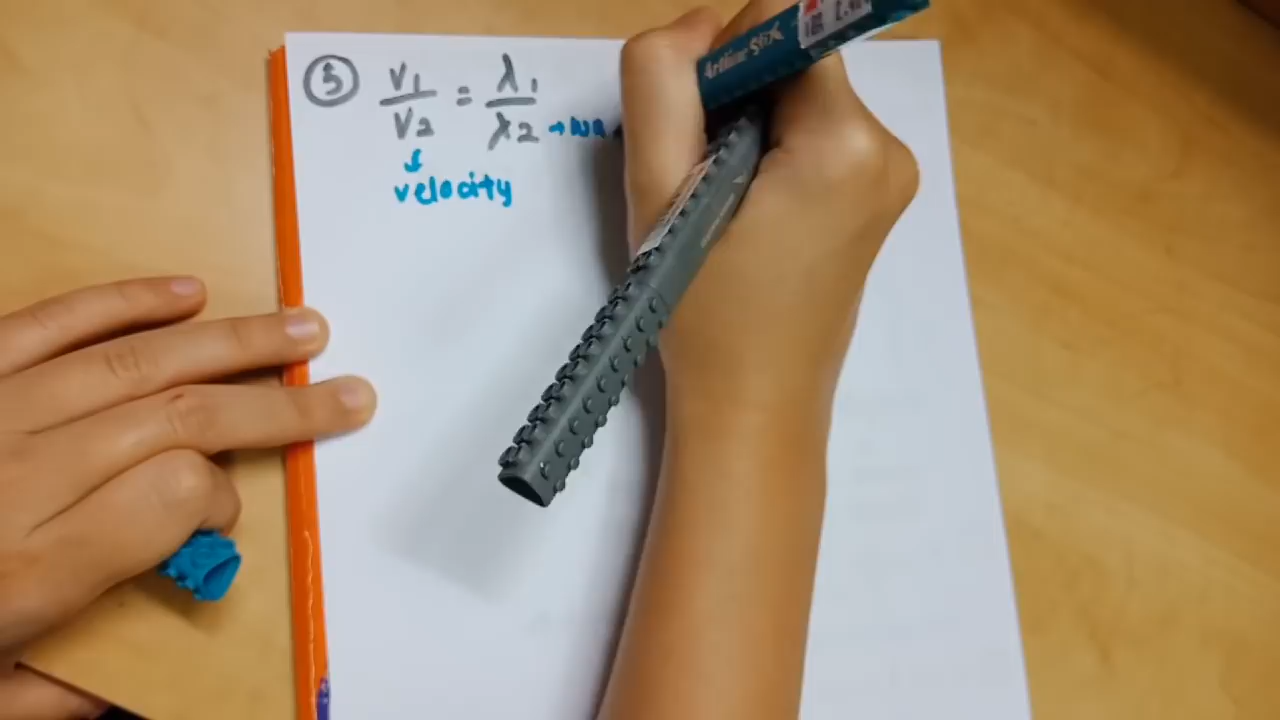 ⑤ v1/v2 = λ1/λ2 → wa
↓
velocity
Artline Stix